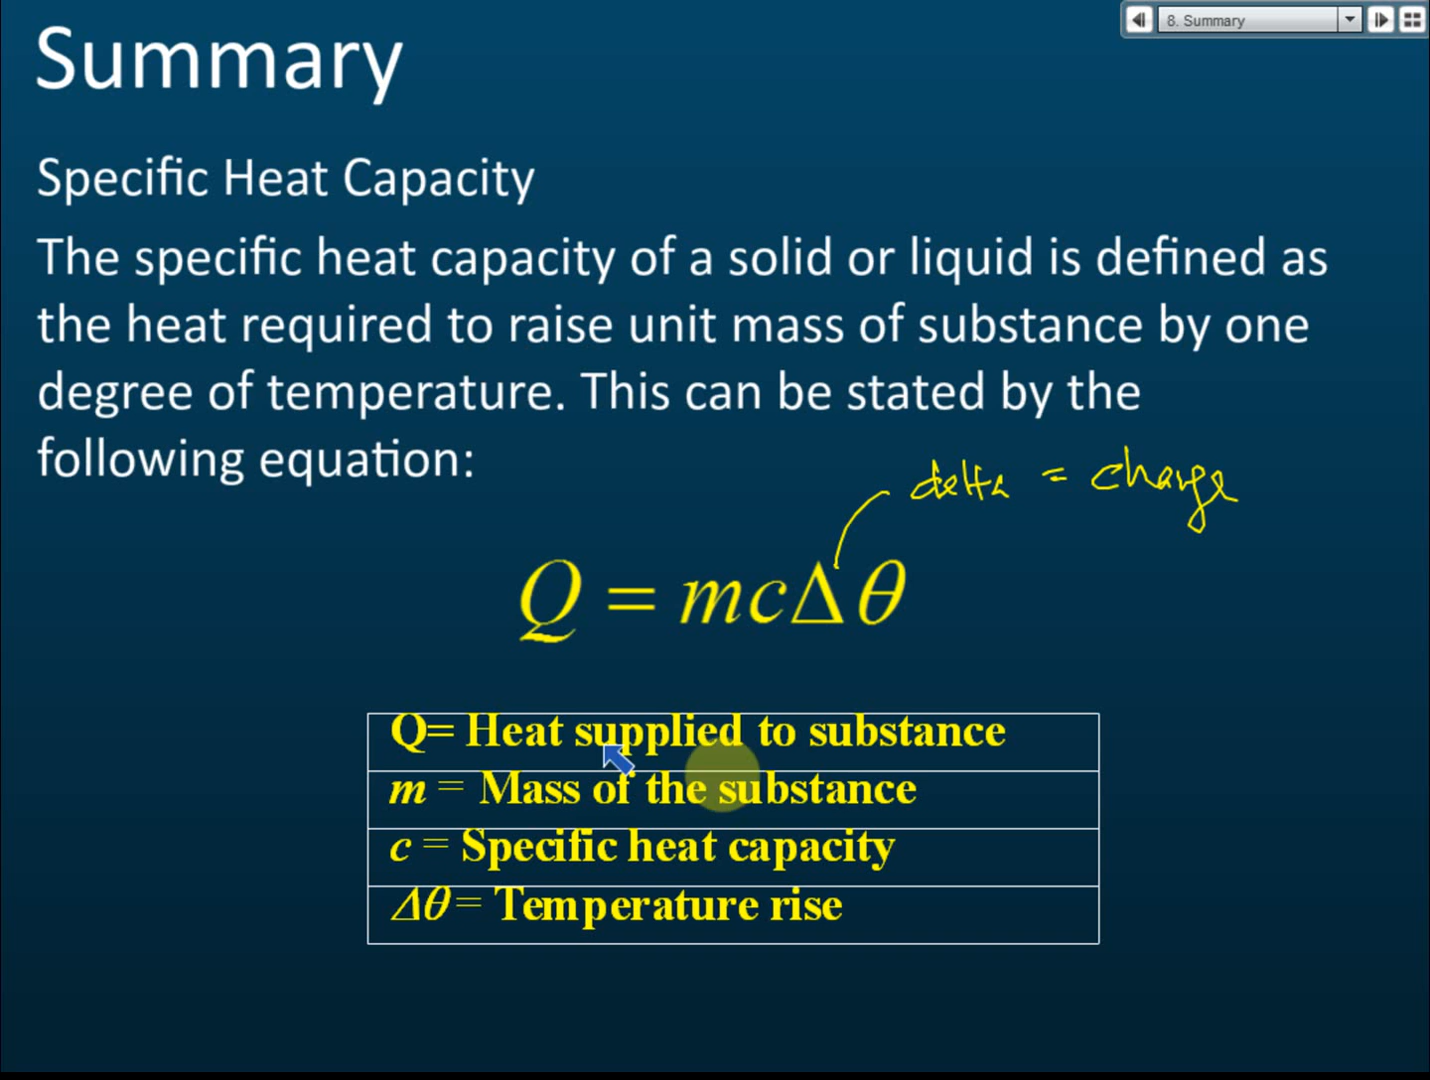 8. Summary
Summary
Specific Heat Capacity
The specific heat capacity of a solid or liquid is defined as
the heat required to raise unit mass of substance by one
degree of temperature. This can be stated by the
following equation:
delta = change
Q = mcΔθ
Q= Heat supplied to substance
m = Mass of the substance
c = Specific heat capacity
Δθ= Temperature rise